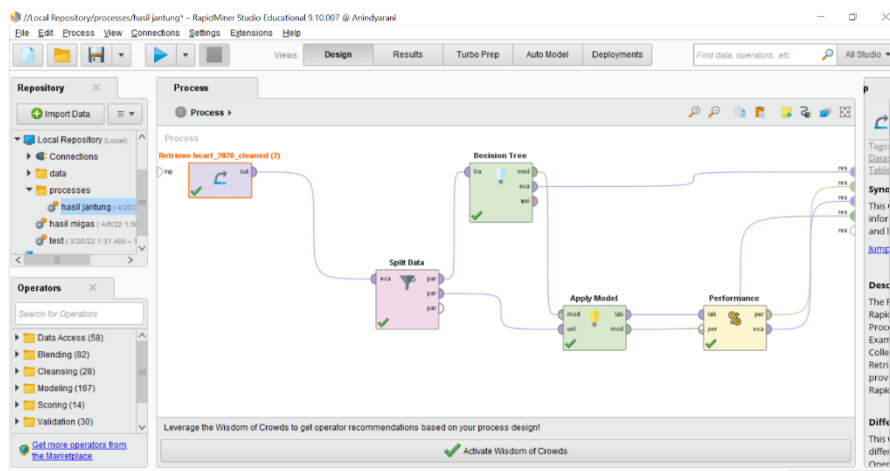 //Local Repository/processes/hasil jantung* – RapidMiner Studio Educational 9.10.007 @ Anindyarani
File Edit Process View Connections Settings Extensions Help
Views: Design Results Turbo Prep Auto Model Deployments Find data, operators...etc All Studio
Repository
Import Data
Local Repository (Local)
Connections
data
processes
hasil jantung
hasil migas
test
Operators
Search for Operators
Data Access (58)
Blending (82)
Cleansing (28)
Modeling (167)
Scoring (14)
Validation (30)
Get more operators from
the Marketplace
Process
Process
Process
Retrieve heart_2020_cleaned (2)
inp
out
Split Data
exa par
par
par
Decision Tree
tra mod
exa
wei
Apply Model
mod lab
unl mod
Performance
lab per
per exa
res
res
res
res
res
Leverage the Wisdom of Crowds to get operator recommendations based on your process design!
Activate Wisdom of Crowds
p
Tags:
Data
Table
Syno
This
infor
and l
Jump
Desc
The R
Rapid
Proce
Exam
Colle
Retri
provi
Rapid
Diffe
This
differ